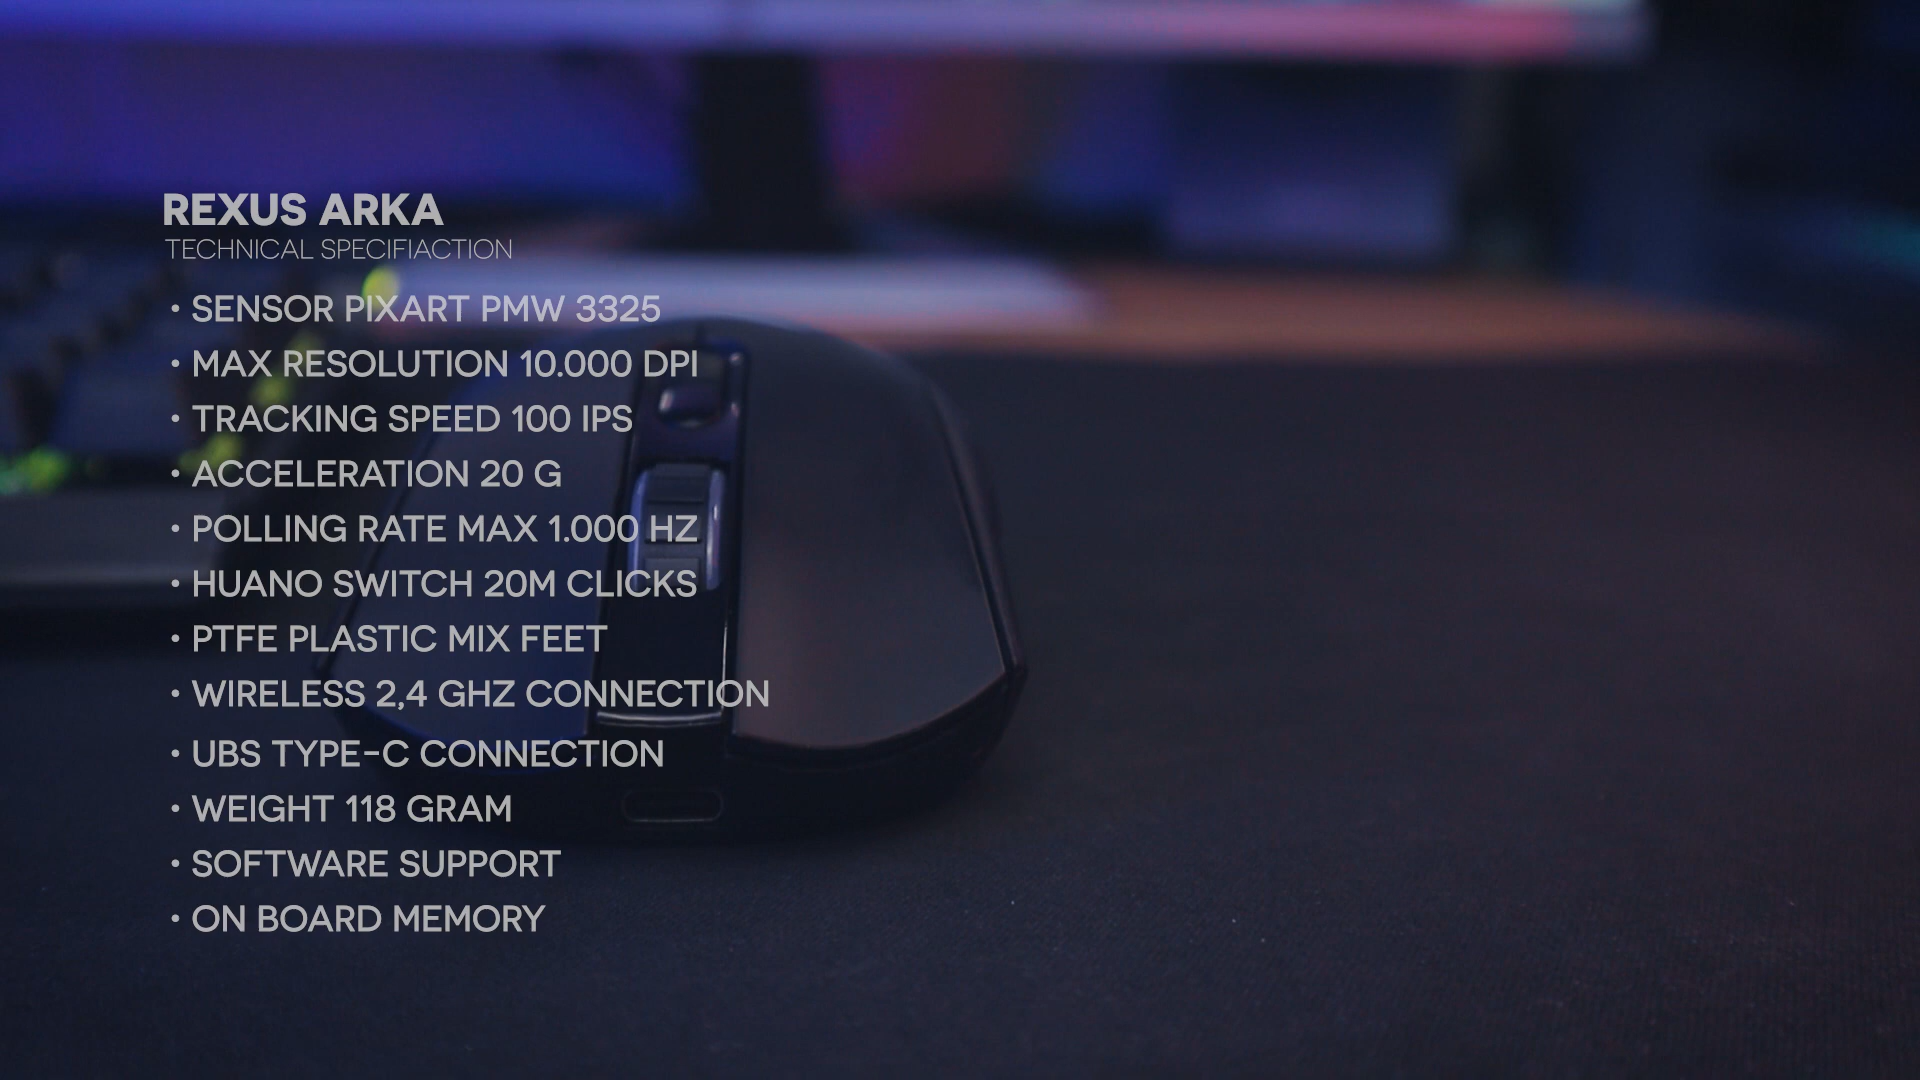 REXUS ARKA
TECHNICAL SPECIFIACTION
• SENSOR PIXART PMW 3325
• MAX RESOLUTION 10.000 DPI
• TRACKING SPEED 100 IPS
• ACCELERATION 20 G
• POLLING RATE MAX 1.000 HZ
• HUANO SWITCH 20M CLICKS
• PTFE PLASTIC MIX FEET
• WIRELESS 2,4 GHZ CONNECTION
• UBS TYPE-C CONNECTION
• WEIGHT 118 GRAM
• SOFTWARE SUPPORT
• ON BOARD MEMORY